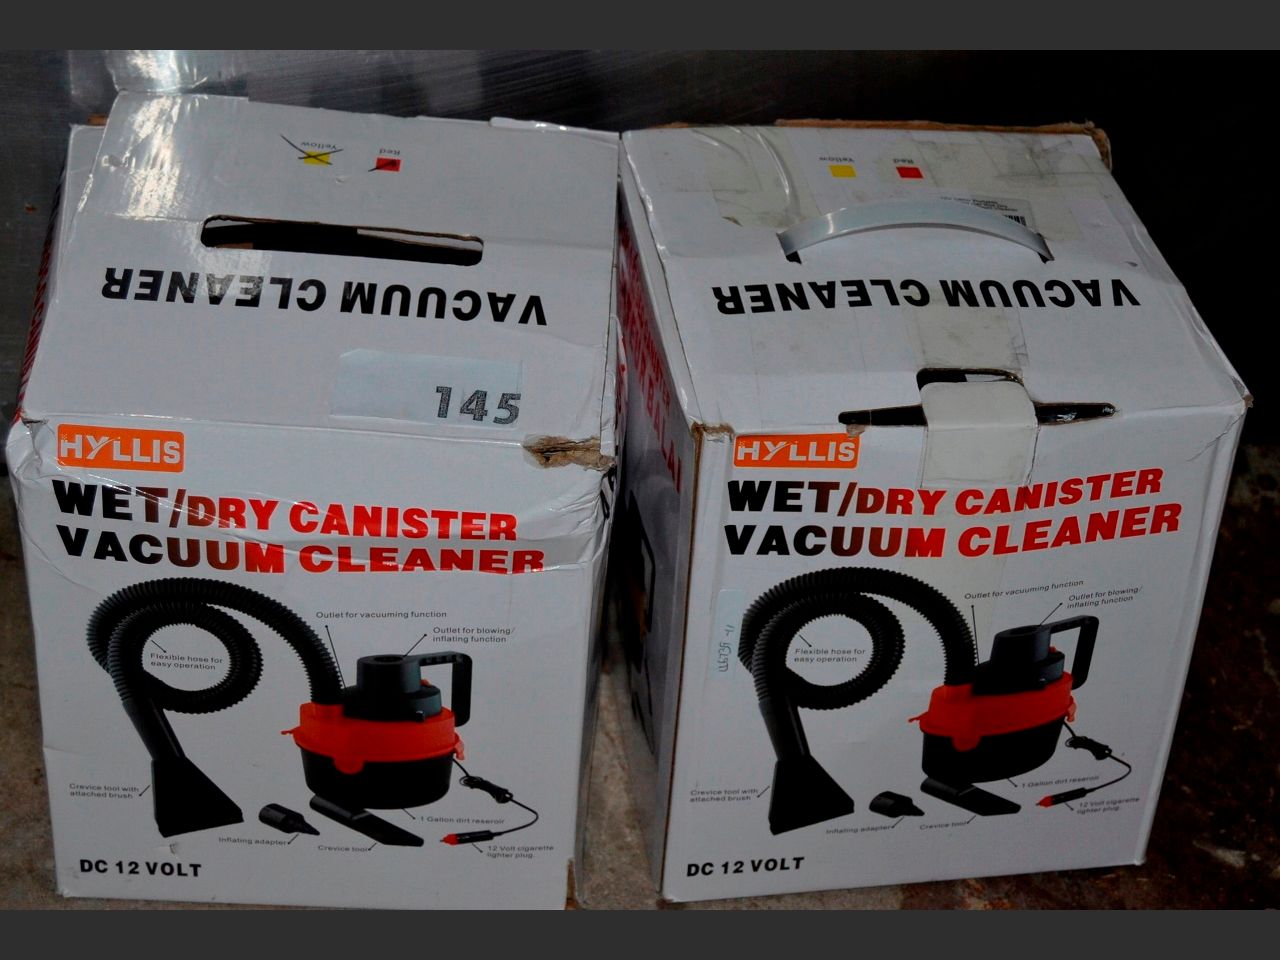 Yellow
Red
VACUUM CLEANER
145
HYLLIS
WET/DRY CANISTER
VACUUM CLEANER
Outlet for vacuuming function
Outlet for blowing/
inflating function
Flexible hose for
easy operation
Crevice tool with
attached brush
Inflating adapter
Crevice tool
1 Gallon dirt reseroir
12 Volt cigarette
lighter plug.
DC 12 VOLT
Yellow
Red
VACUUM CLEANER
HYLLIS
WET/DRY CANISTER
VACUUM CLEANER
Outlet for vacuuming function
Outlet for blowing/
inflating function
Flexible hose for
easy operation
Crevice tool with
attached brush
Inflating adapter
Crevice tool
1 Gallon dirt reseroir
12 Volt cigarette
lighter plug.
DC 12 VOLT